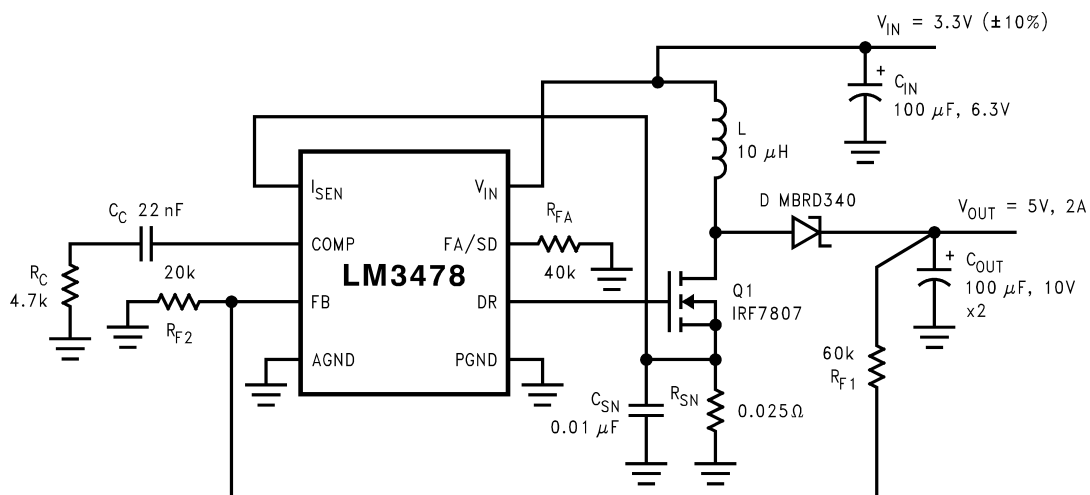 V_IN = 3.3V (±10%)
+
C_IN
100 μF, 6.3V
L
10 μH
I_SEN
V_IN
D MBRD340
V_OUT = 5V, 2A
C_C 22 nF
R_FA
COMP
FA/SD
40k
+
C_OUT
100 μF, 10V
x2
R_C
4.7k
20k
R_F2
LM3478
FB
DR
Q1
IRF7807
AGND
PGND
60k
R_F1
C_SN
0.01 μF
R_SN
0.025Ω